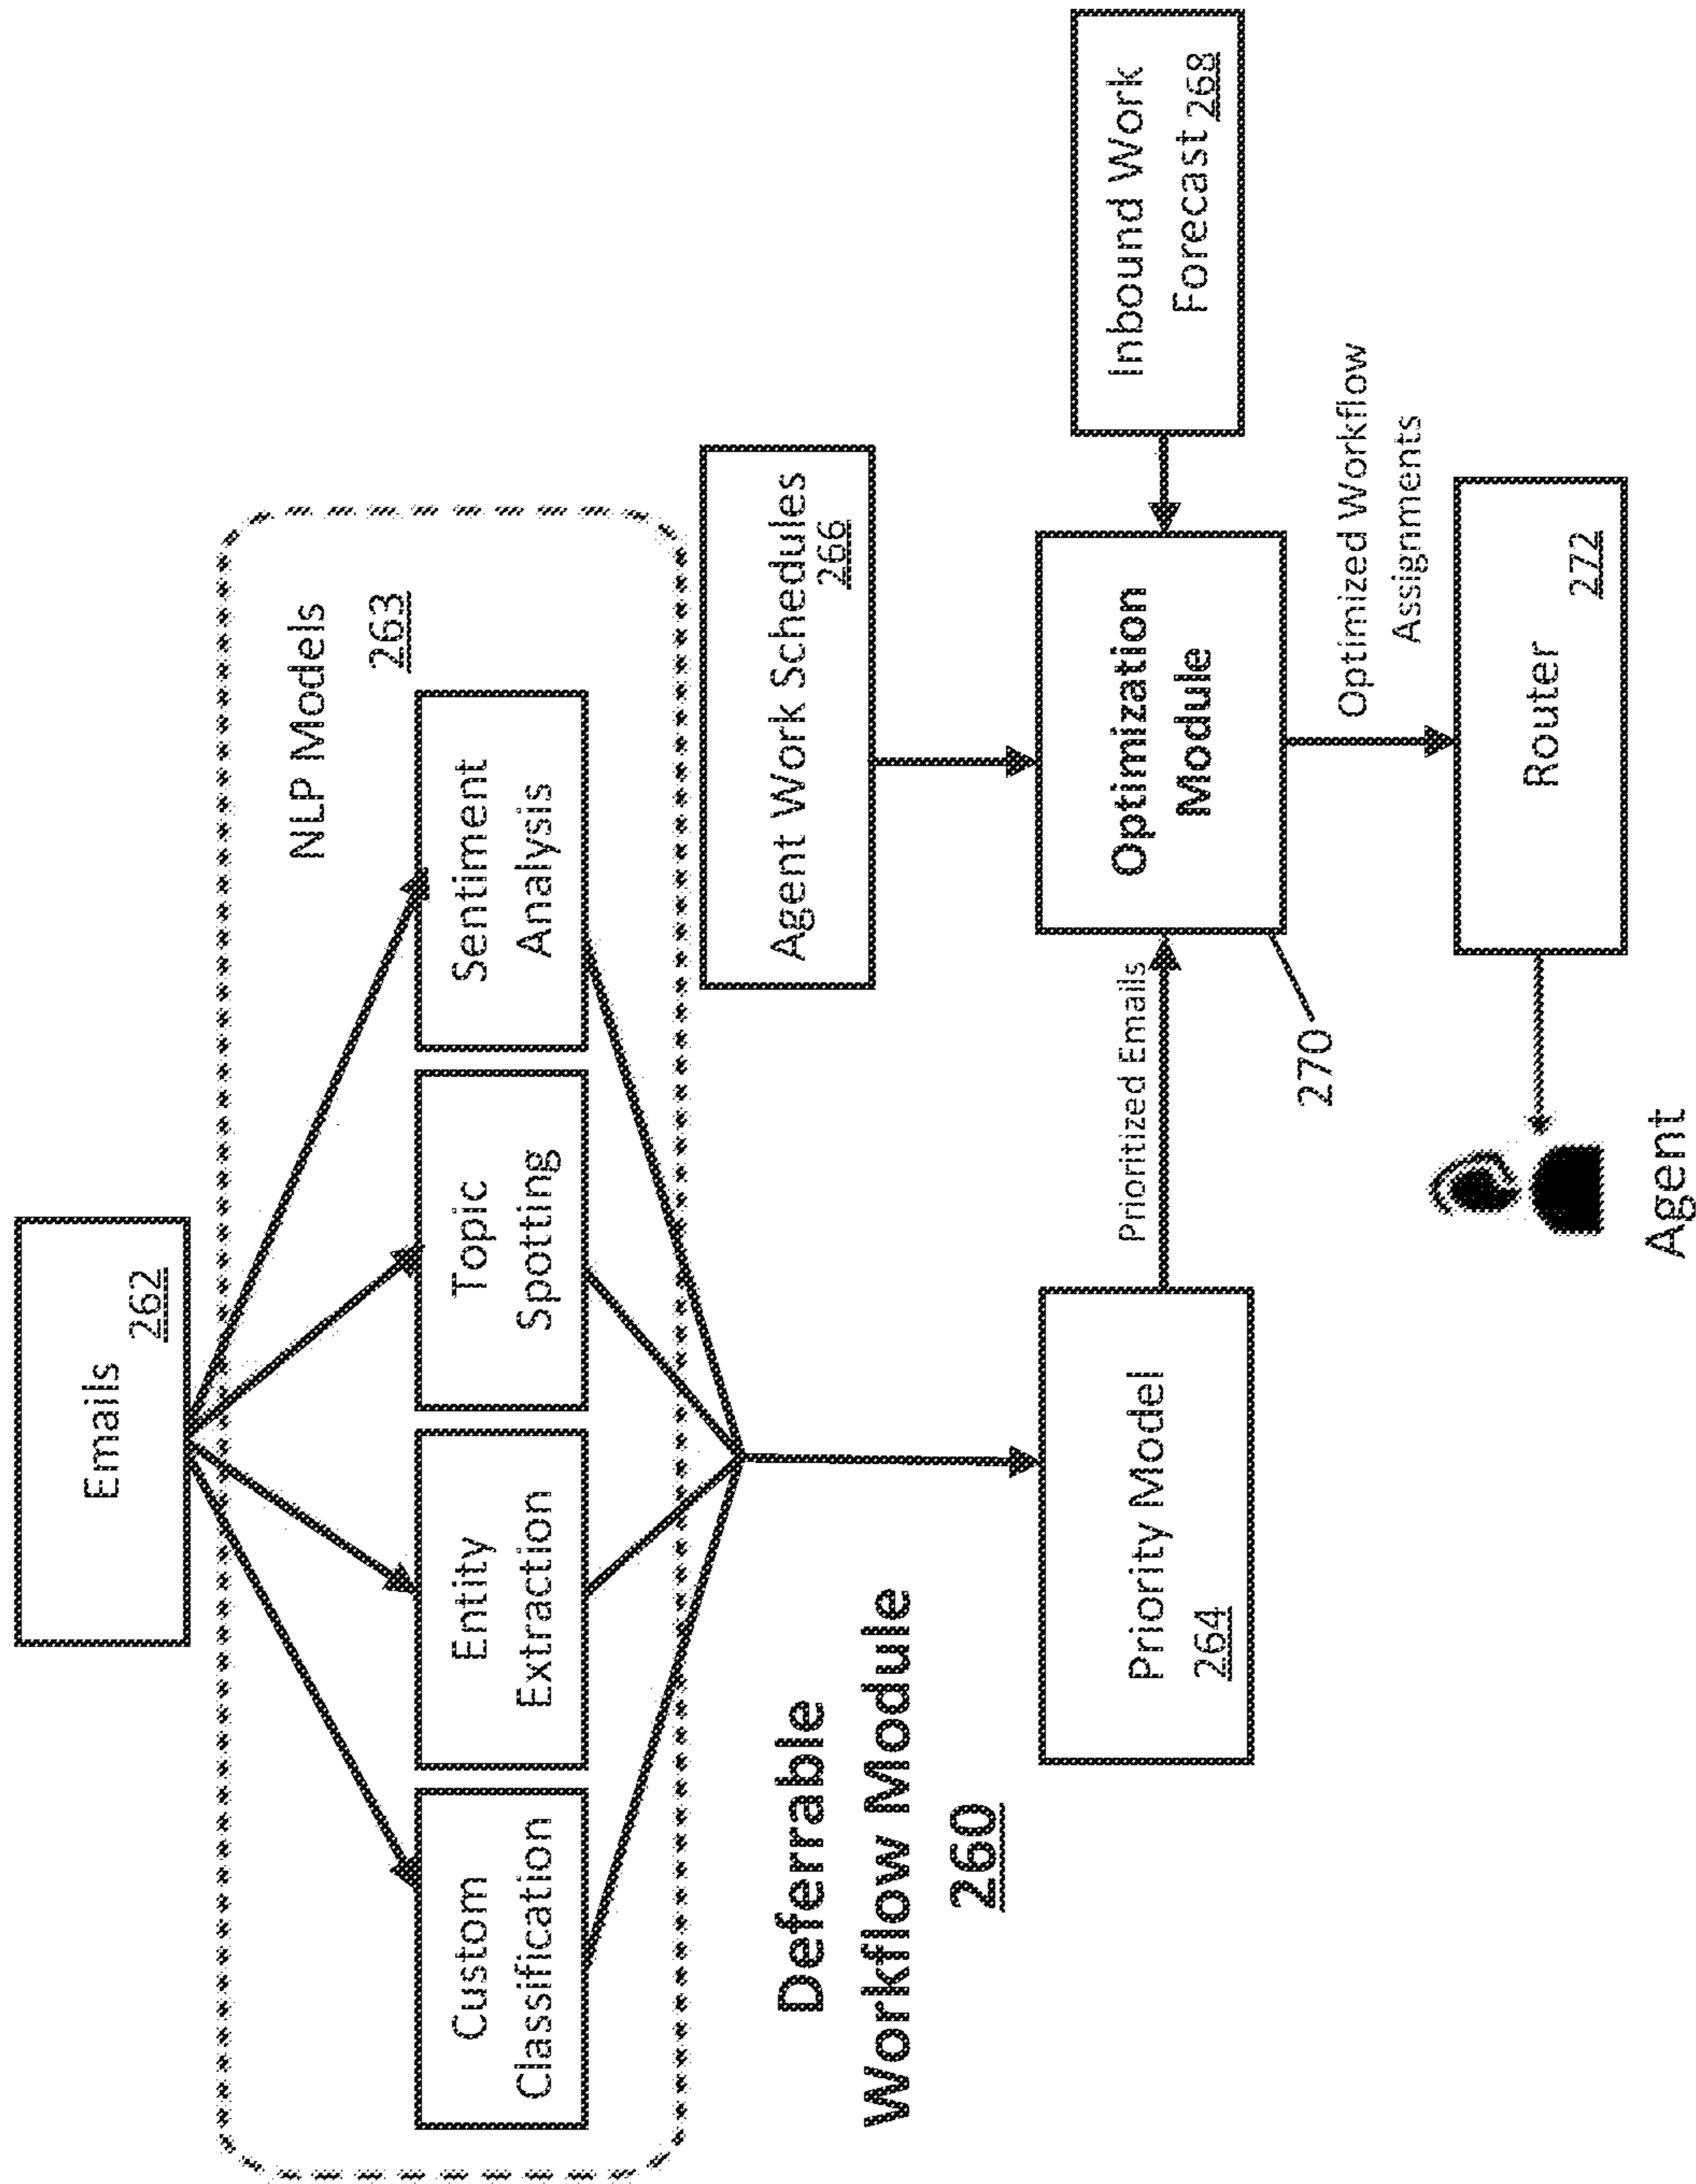 Emails
262
NLP Models
263
Custom
Classification
Entity
Extraction
Topic
Spotting
Sentiment
Analysis
Deferrable
Workflow Module
260
Agent Work Schedules
266
Priority Model
264
Prioritized Emails
Optimization
Module
270
Inbound Work
Forecast 268
Optimized Workflow
Assignments
Router
272
Agent